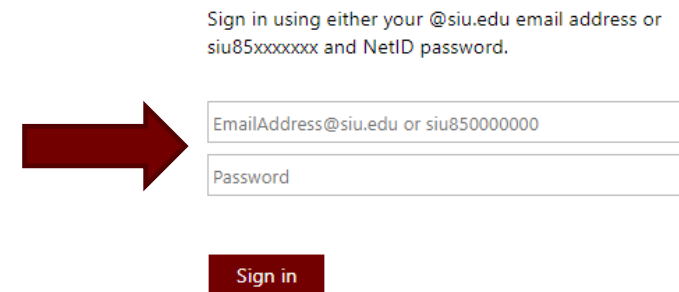 Sign in using either your @siu.edu email address or
siu85xxxxxxx and NetID password.
EmailAddress@siu.edu or siu850000000
Password
Sign in